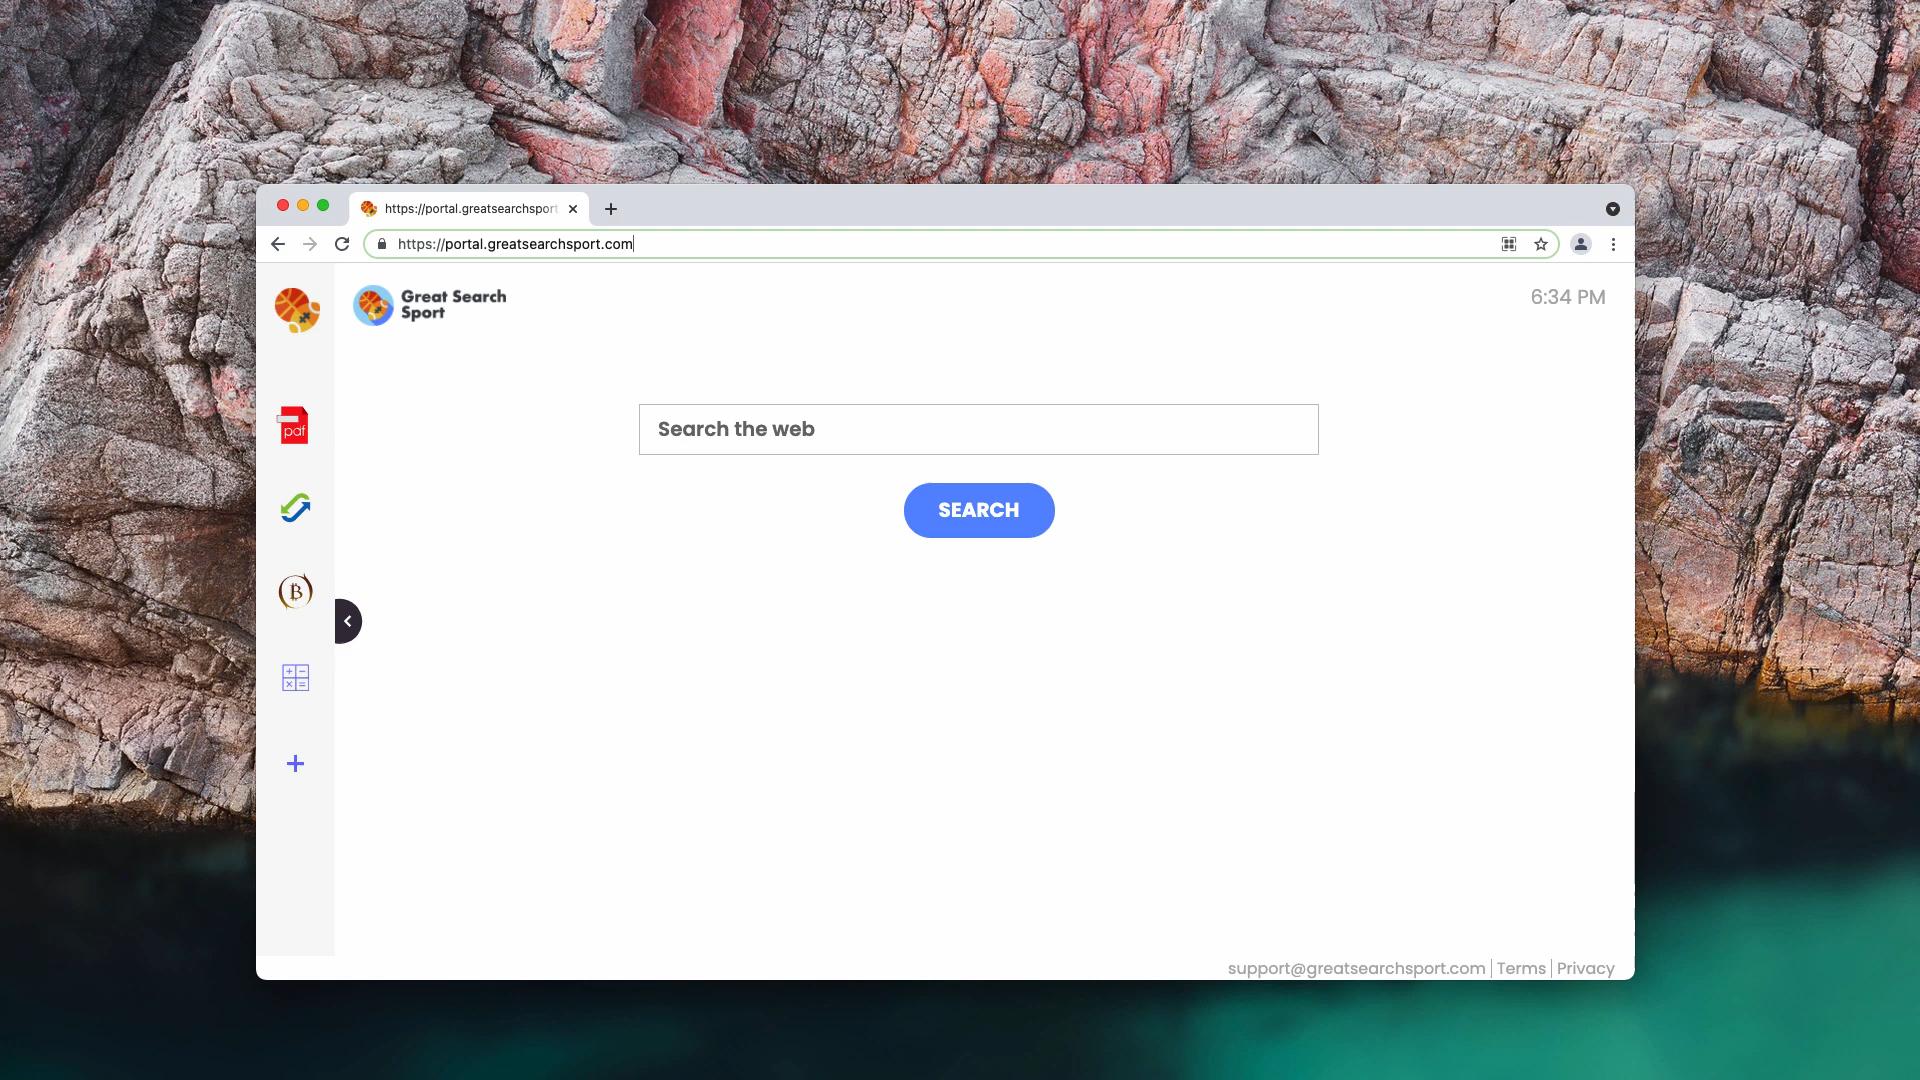 https://portal.greatsearchsport
https://portal.greatsearchsport.com
Great Search
Sport
6:34 PM
pdf
Search the web
SEARCH
B
support@greatsearchsport.com | Terms | Privacy